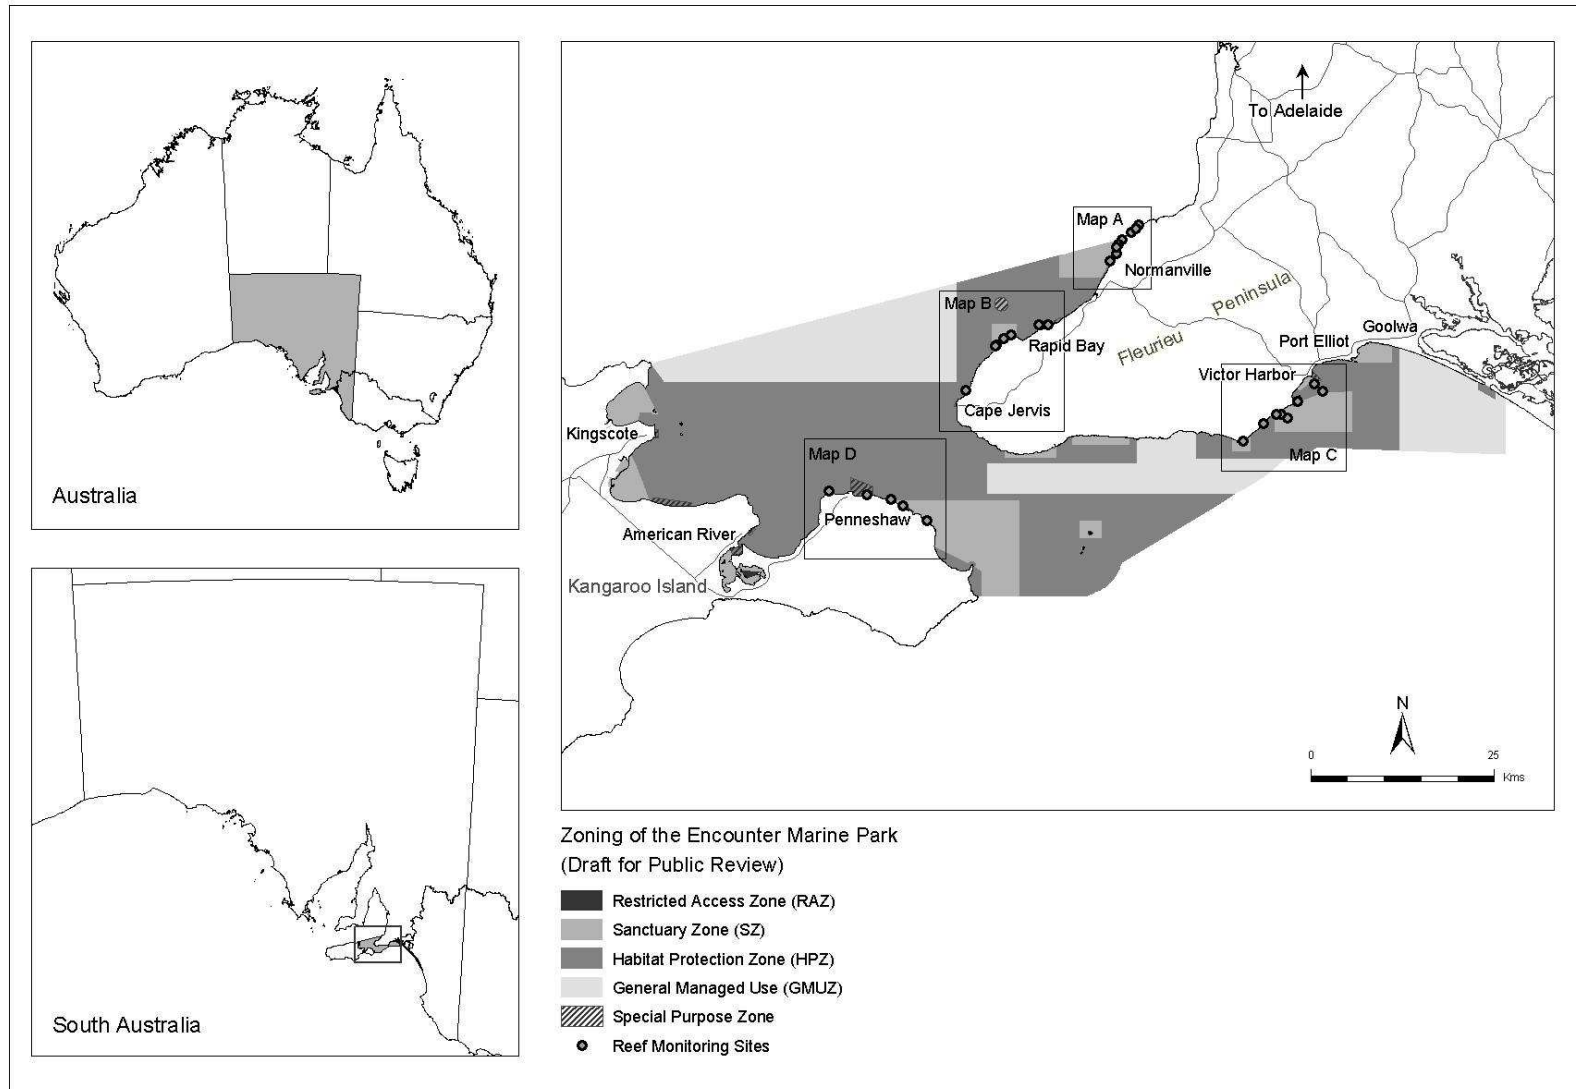 Australia
South Australia
To Adelaide
Map A
Normanville
Map B
Peninsula
Fleurieu
Rapid Bay
Goolwa
Port Elliot
Victor Harbor
Cape Jervis
Kingscote
Map D
Map C
Penneshaw
American River
Kangaroo Island
N
0 25
Kms
Zoning of the Encounter Marine Park
(Draft for Public Review)
Restricted Access Zone (RAZ)
Sanctuary Zone (SZ)
Habitat Protection Zone (HPZ)
General Managed Use (GMUZ)
Special Purpose Zone
Reef Monitoring Sites